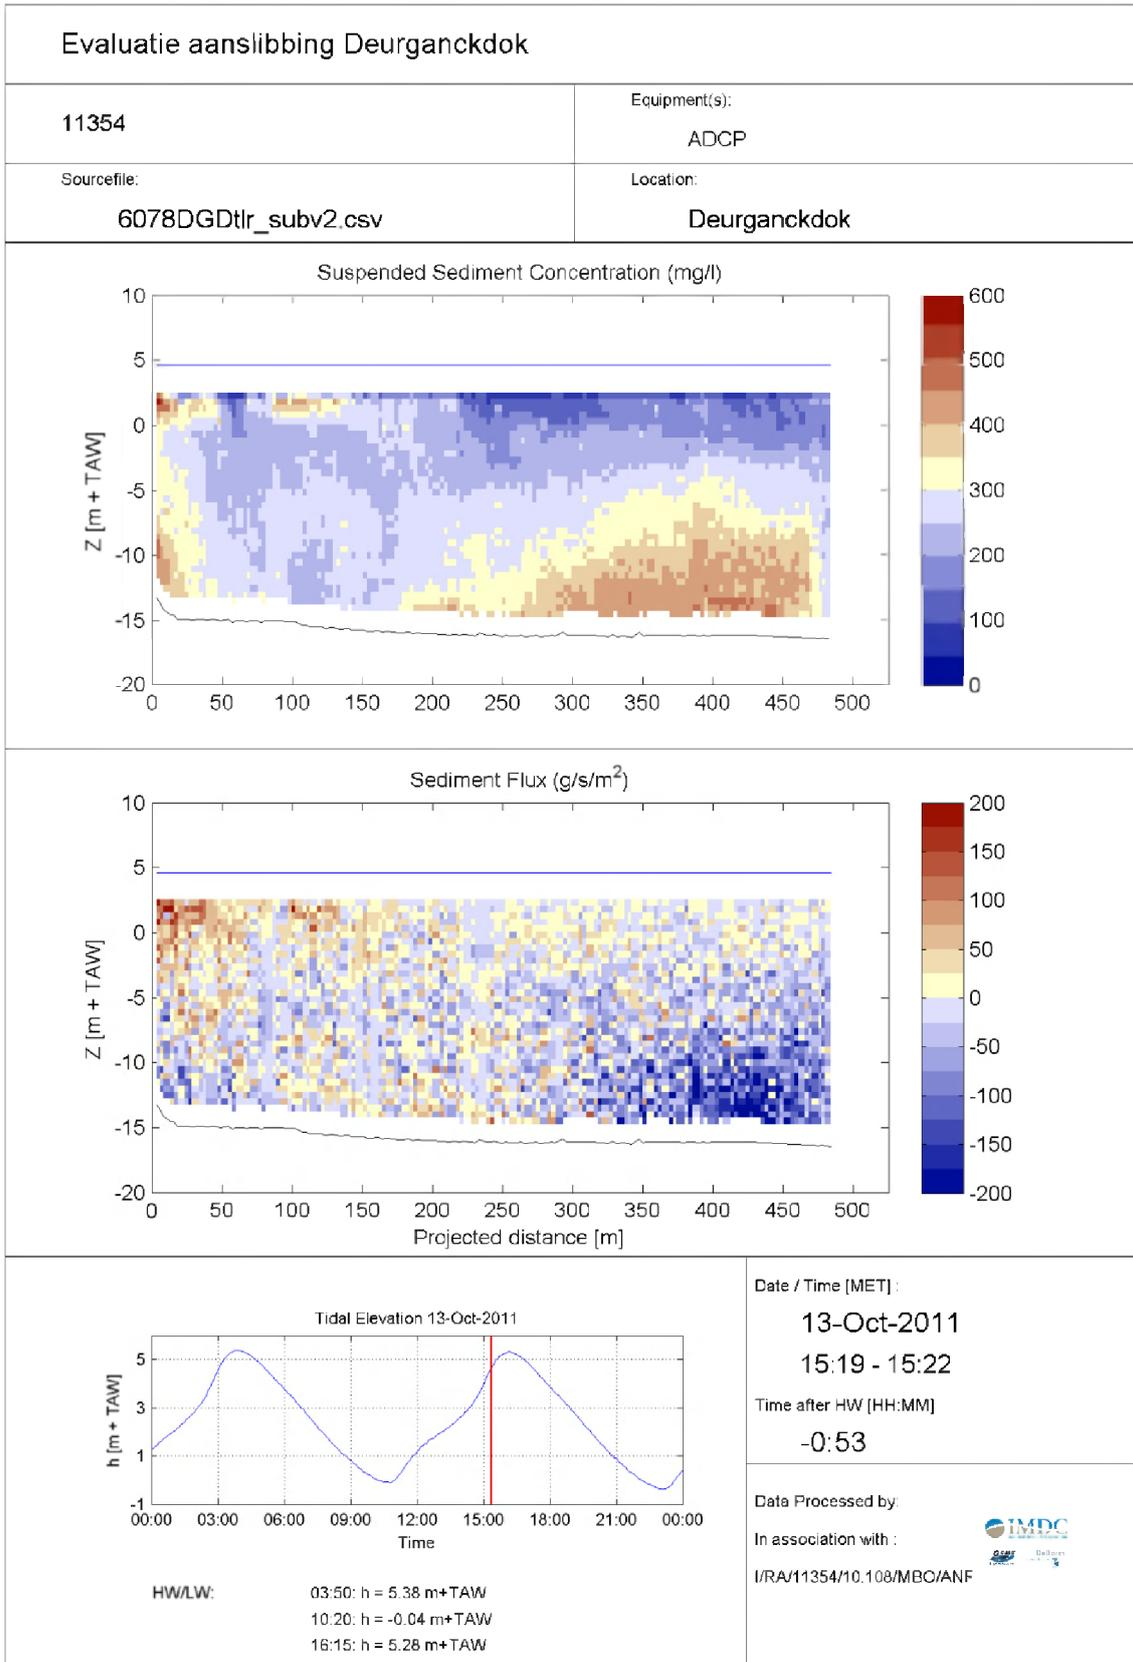 Evaluatie aanslibbing Deurganckdok
11354
Equipment(s):
ADCP
Sourcefile:
6078DGDtlr_subv2.csv
Location:
Deurganckdok
Suspended Sediment Concentration (mg/l)
10
5
0
-5
-10
-15
-20
Z [m + TAW]
0 50 100 150 200 250 300 350 400 450 500
600
500
400
300
200
100
0
Sediment Flux (g/s/m²)
10
5
0
-5
-10
-15
-20
Z [m + TAW]
0 50 100 150 200 250 300 350 400 450 500
Projected distance [m]
200
150
100
50
0
-50
-100
-150
-200
Tidal Elevation 13-Oct-2011
5
3
1
-1
h [m + TAW]
00:00 03:00 06:00 09:00 12:00 15:00 18:00 21:00 00:00
Time
HW/LW:
03:50: h = 5.38 m+TAW
10:20: h = -0.04 m+TAW
16:15: h = 5.28 m+TAW
Date / Time [MET] :
13-Oct-2011
15:19 - 15:22
Time after HW [HH:MM]
-0:53
Data Processed by:
IMDC
In association with :
I/RA/11354/10.108/MBO/ANF